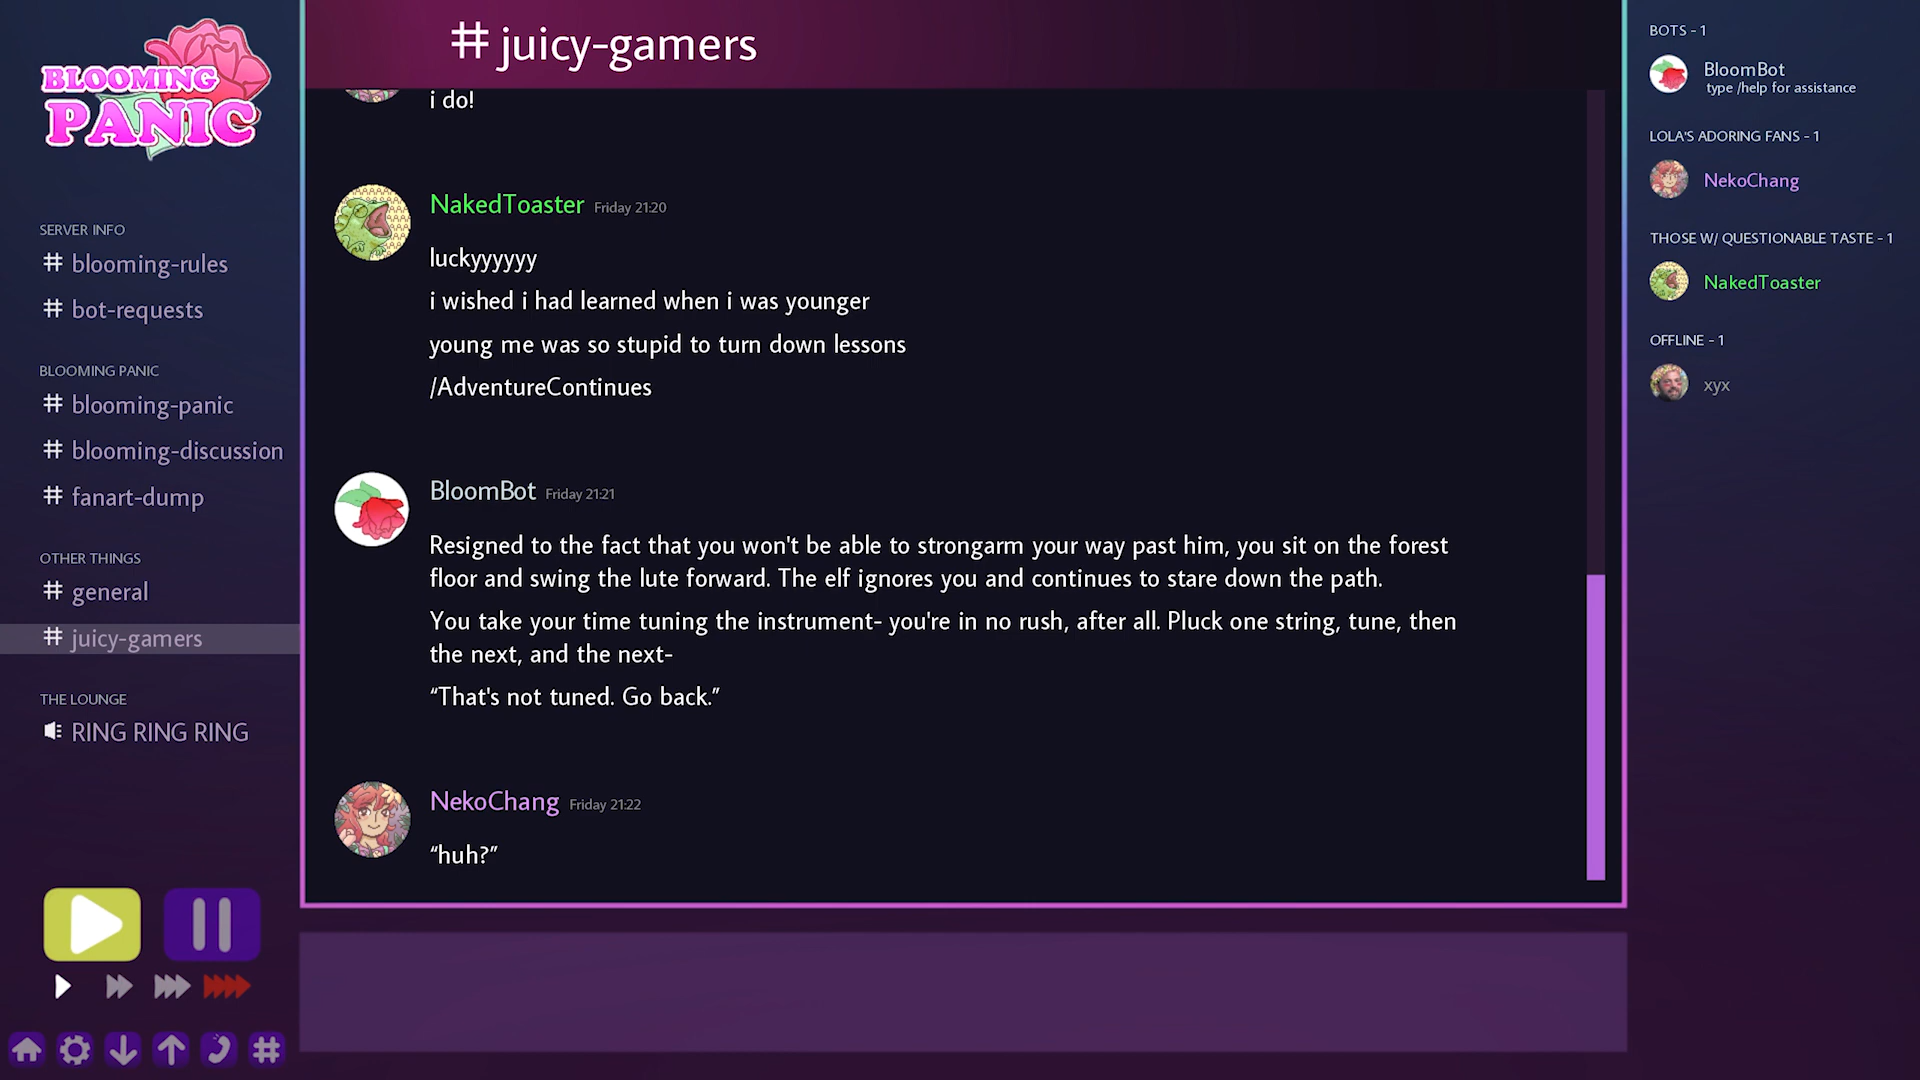 BLOOMING
PANIC
SERVER INFO
# blooming-rules
# bot-requests
BLOOMING PANIC
# blooming-panic
# blooming-discussion
# fanart-dump
OTHER THINGS
# general
# juicy-gamers
THE LOUNGE
RING RING RING
# juicy-gamers
i do!
NakedToaster Friday 21:20
luckyyyyyy
i wished i had learned when i was younger
young me was so stupid to turn down lessons
/AdventureContinues
BloomBot Friday 21:21
Resigned to the fact that you won't be able to strongarm your way past him, you sit on the forest
floor and swing the lute forward. The elf ignores you and continues to stare down the path.
You take your time tuning the instrument- you're in no rush, after all. Pluck one string, tune, then
the next, and the next-
“That's not tuned. Go back.”
NekoChang Friday 21:22
“huh?”
BOTS - 1
BloomBot
type /help for assistance
LOLA'S ADORING FANS - 1
NekoChang
THOSE W/ QUESTIONABLE TASTE - 1
NakedToaster
OFFLINE - 1
xyx